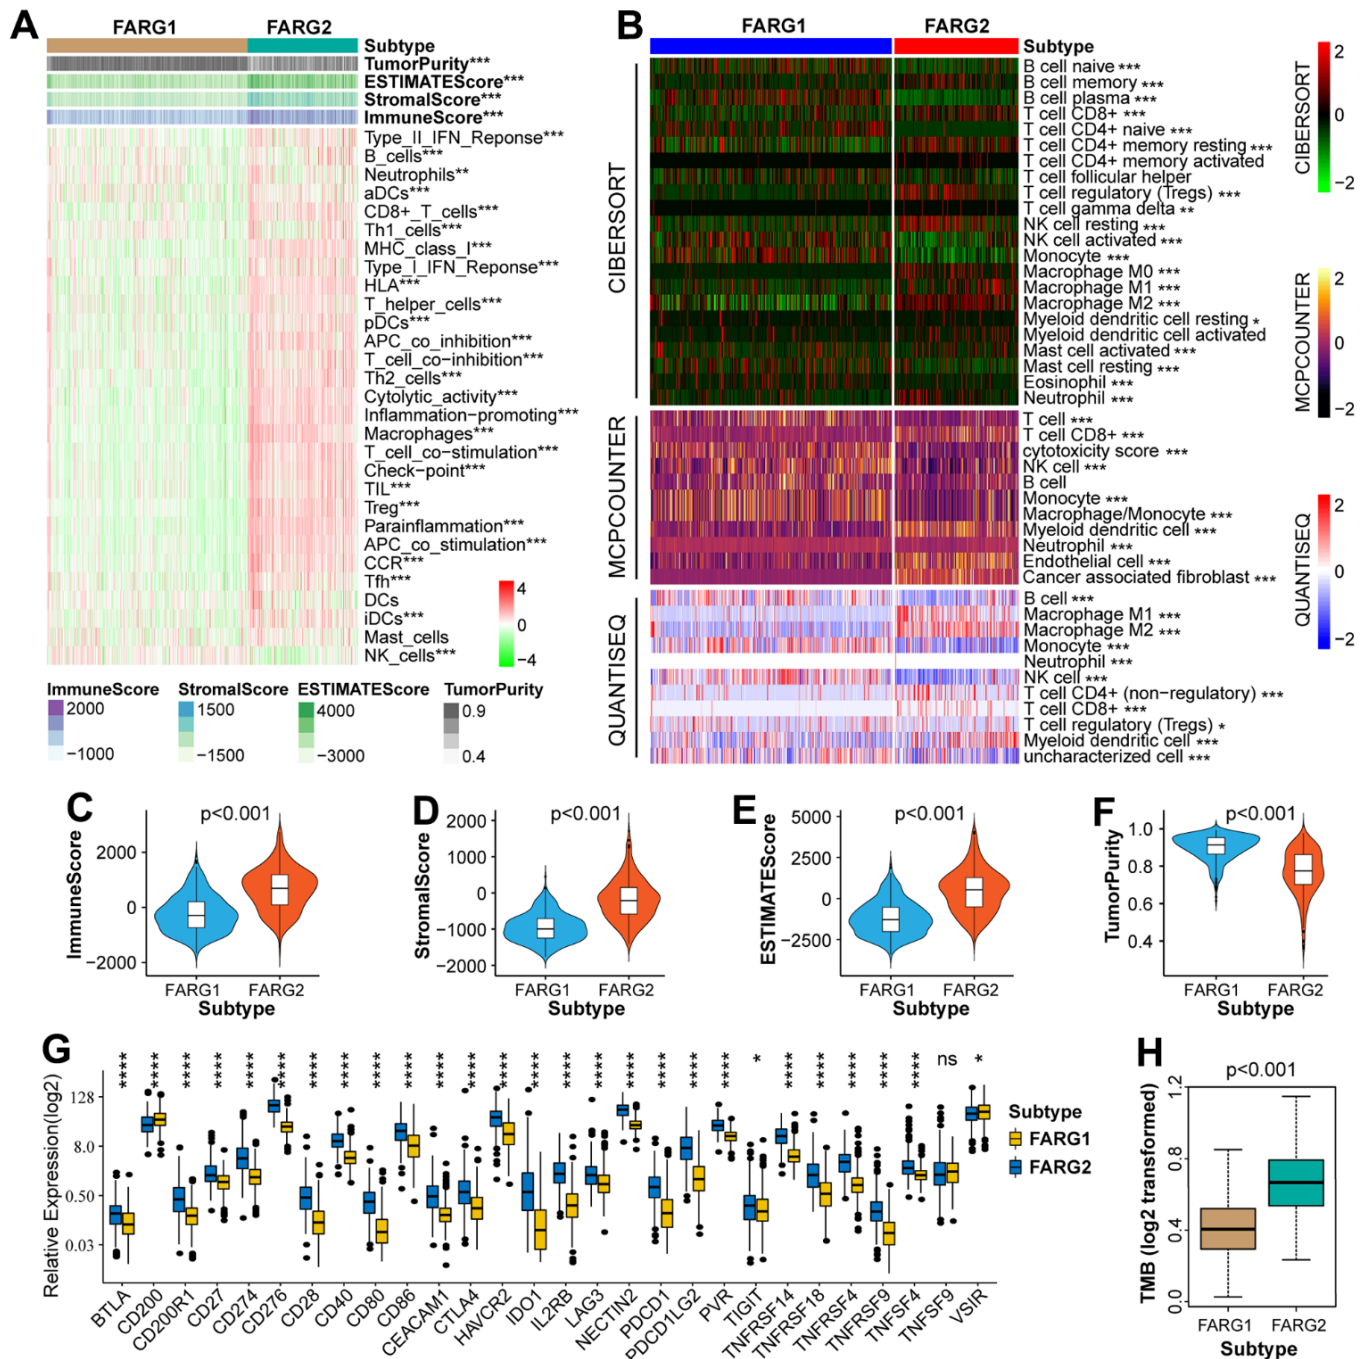 A
FARG1
FARG2
Subtype
TumorPurity***
ESTIMATEScore***
StromalScore***
ImmuneScore***
Type_II_IFN_Reponse***
B_cells***
Neutrophils**
aDCs***
CD8+_T_cells***
Th1_cells***
MHC_class_I***
Type_I_IFN_Reponse***
HLA***
T_helper_cells***
pDCs***
APC_co_inhibition***
T_cell_co-inhibition***
Th2_cells***
Cytolytic_activity***
Inflammation-promoting***
Macrophages***
T_cell_co-stimulation***
Check-point***
TIL***
Treg***
Parainflammation***
APC_co_stimulation***
CCR***
Tfh***
DCs
iDCs***
Mast_cells
NK_cells***
4
2
0
−2
−4
ImmuneScore
2000
−1000
StromalScore
1500
−1500
ESTIMATEScore
4000
−3000
TumorPurity
0.9
0.4
B
FARG1
FARG2
Subtype
CIBERSORT
B cell naive ***
B cell memory ***
B cell plasma ***
T cell CD8+ ***
T cell CD4+ naive ***
T cell CD4+ memory resting ***
T cell CD4+ memory activated
T cell follicular helper
T cell regulatory (Tregs) ***
T cell gamma delta **
NK cell resting ***
NK cell activated ***
Monocyte ***
Macrophage M0 ***
Macrophage M1 ***
Macrophage M2 ***
Myeloid dendritic cell resting *
Myeloid dendritic cell activated
Mast cell activated ***
Mast cell resting ***
Eosinophil ***
Neutrophil ***
MCPCOUNTER
T cell ***
T cell CD8+ ***
cytotoxicity score ***
NK cell ***
B cell
Monocyte ***
Macrophage/Monocyte ***
Myeloid dendritic cell ***
Neutrophil ***
Endothelial cell ***
Cancer associated fibroblast ***
QUANTISEQ
B cell ***
Macrophage M1 ***
Macrophage M2 ***
Monocyte ***
Neutrophil ***
NK cell ***
T cell CD4+ (non-regulatory) ***
T cell CD8+ ***
T cell regulatory (Tregs) *
Myeloid dendritic cell ***
uncharacterized cell ***
CIBERSORT
2
0
−2
MCPCOUNTER
2
0
−2
QUANTISEQ
2
0
−2
C
p<0.001
ImmuneScore
2000
0
−2000
FARG1
FARG2
Subtype
D
p<0.001
StromalScore
2000
1000
0
−1000
−2000
FARG1
FARG2
Subtype
E
p<0.001
ESTIMATEScore
5000
2500
0
−2500
FARG1
FARG2
Subtype
F
p<0.001
TumorPurity
1.0
0.8
0.6
0.4
FARG1
FARG2
Subtype
G
Relative Expression(log2)
128
8.0
0.50
0.03
**** **** **** **** **** **** **** **** **** **** **** **** **** **** **** **** **** **** **** **** * **** **** **** **** **** ns *
BTLA
CD200
CD200R1
CD27
CD274
CD276
CD28
CD40
CD80
CD86
CEACAM1
CTLA4
HAVCR2
IDO1
IL2RB
LAG3
NECTIN2
PDCD1
PDCD1LG2
PVR
TIGIT
TNFRSF14
TNFRSF18
TNFRSF4
TNFRSF9
TNFSF4
TNFSF9
VSIR
Subtype
FARG1
FARG2
H
p<0.001
TMB (log2 transformed)
1.2
0.8
0.4
0.0
FARG1
FARG2
Subtype